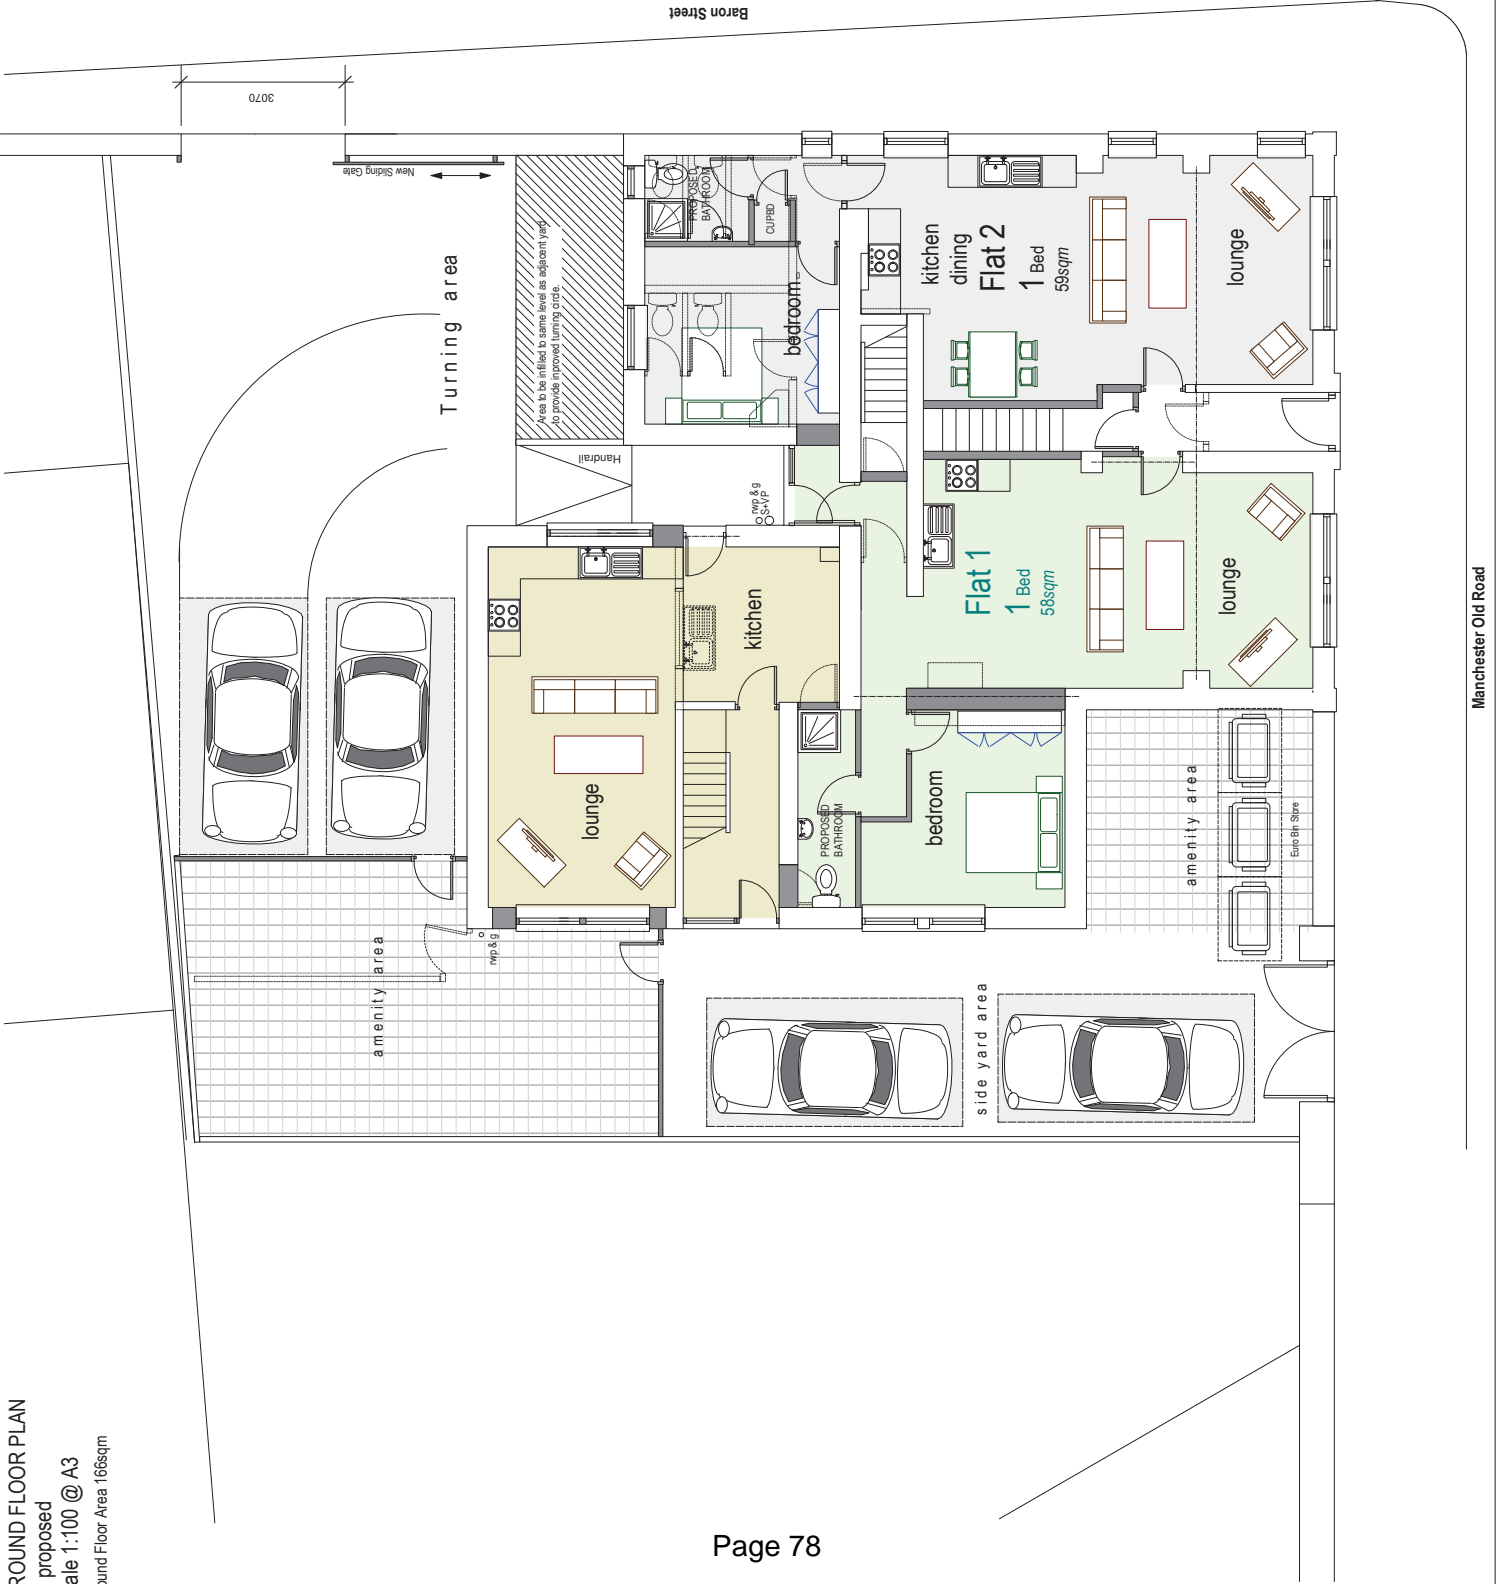 Baron Street
3070
New Sliding Gate
Turning area
Area to be infilled to same level as adjacent yard
to provide inproved turning circle.
Handrail
PROPOSED
BATHROOM
CUPBD
bedroom
kitchen
dining
Flat 2
1 Bed
59sqm
lounge
rwp & g
S+VP
Flat 1
1 Bed
58sqm
lounge
kitchen
lounge
PROPOSED
BATHROOM
bedroom
amenity area
Euro Bin Store
rwp & g
amenity area
side yard area
Manchester Old Road
ROUND FLOOR PLAN
proposed
ale 1:100 @ A3
ound Floor Area 166sqm
Page 78